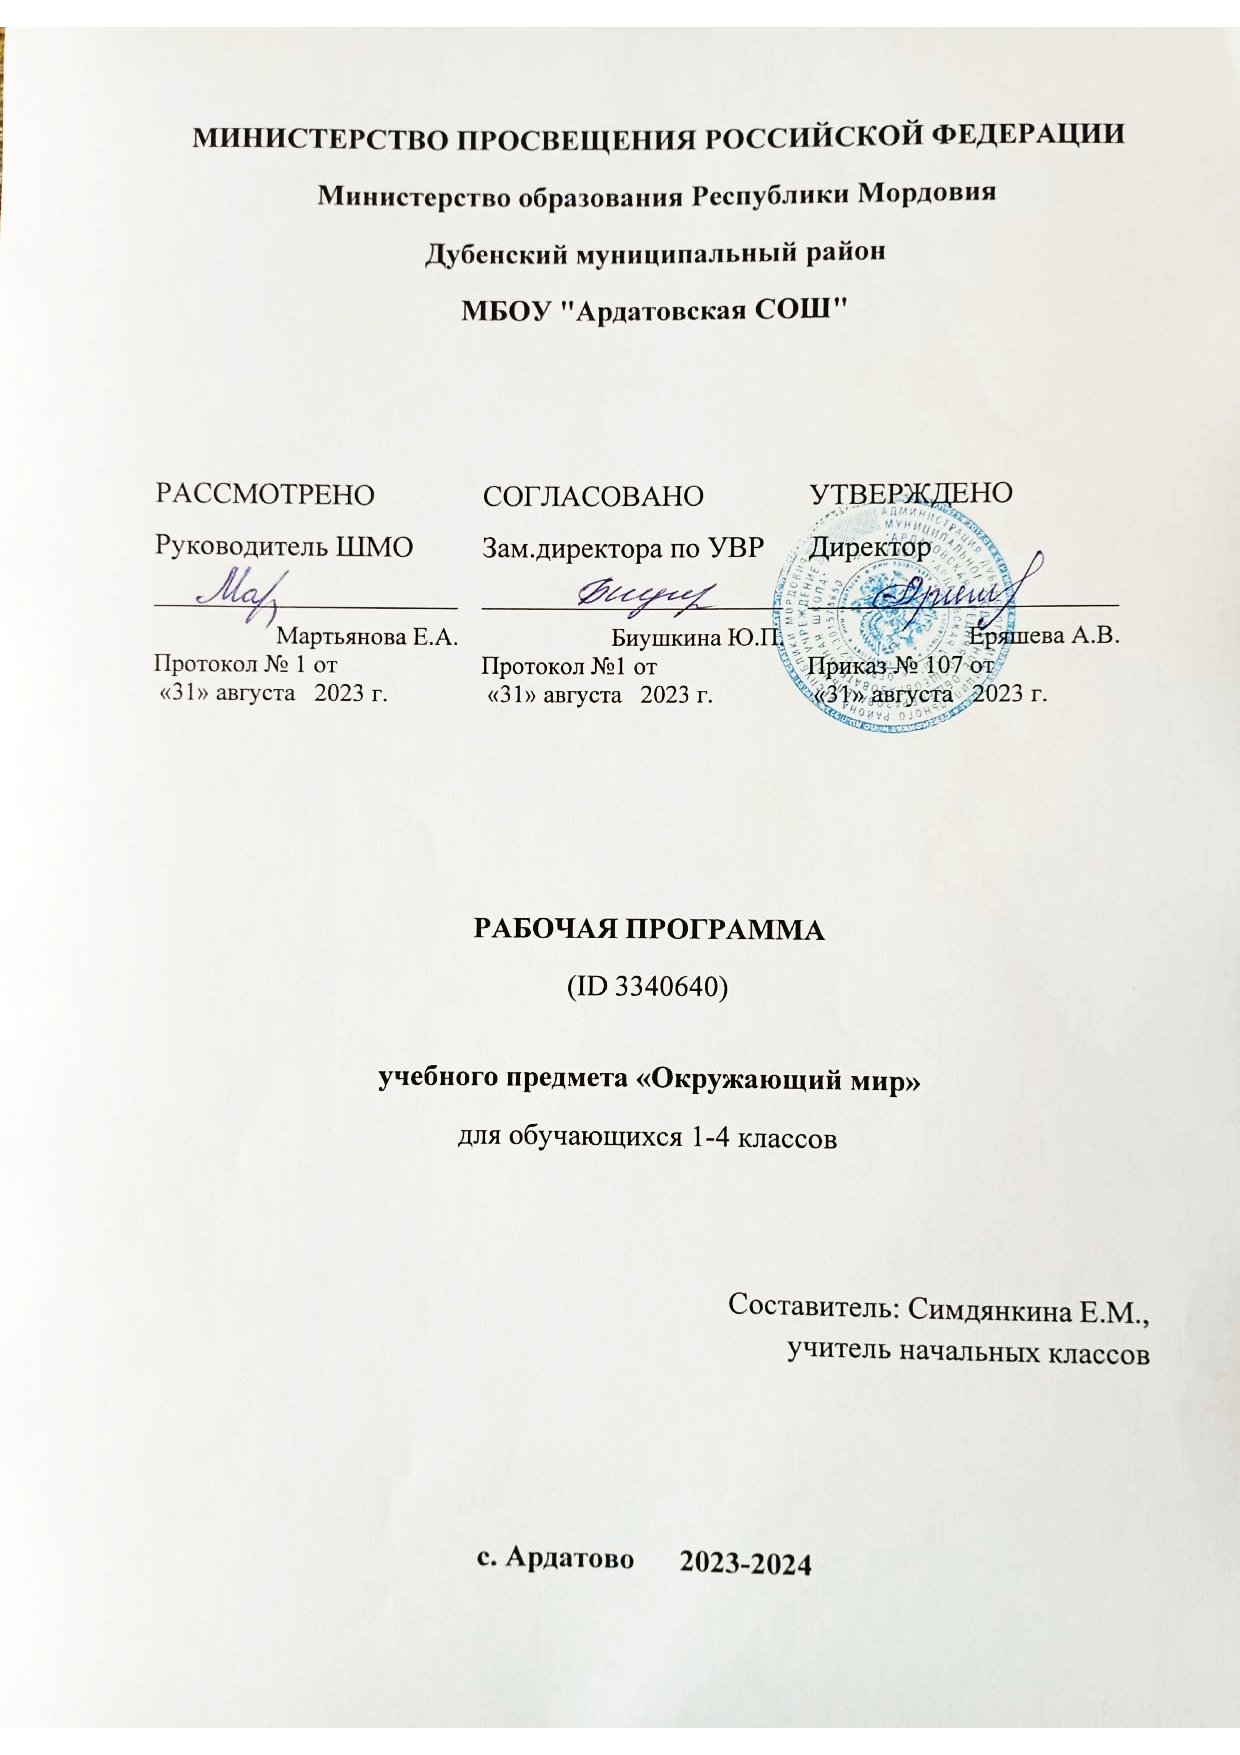 МИНИСТЕРСТВО ПРОСВЕЩЕНИЯ РОССИЙСКОЙ ФЕДЕРАЦИИ
Министерство образования Республики Мордовия
Дубенский муниципальный район
МБОУ "Ардатовская СОШ"
РАССМОТРЕНО
Руководитель ШМО
Мартьянова Е.А.
Протокол № 1 от
«31» августа 2023 г.
СОГЛАСОВАНО
Зам.директора по УВР
Биушкина Ю.П.
Протокол №1 от
«31» августа 2023 г.
УТВЕРЖДЕНО
Директор
Еряшева А.В.
Приказ № 107 от
«31» августа 2023 г.
РАБОЧАЯ ПРОГРАММА
(ID 3340640)
учебного предмета «Окружающий мир»
для обучающихся 1-4 классов
Составитель: Симдянкина Е.М.,
учитель начальных классов
с. Ардатово 2023-2024